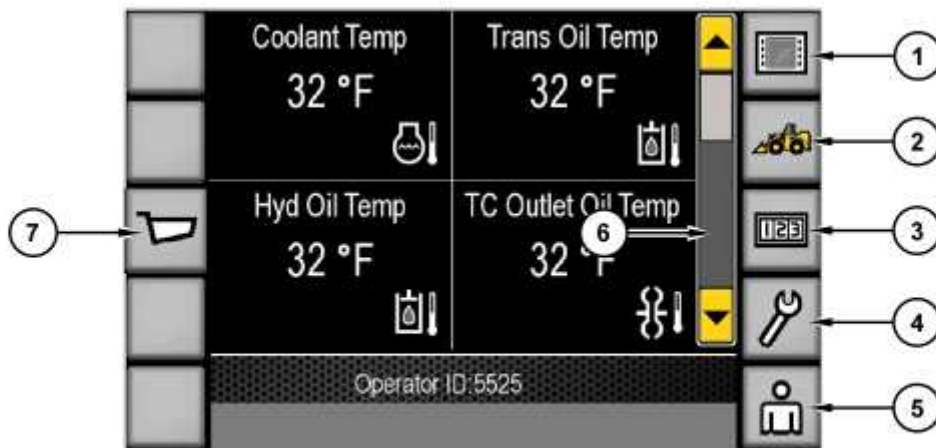 Coolant Temp
32 °F
Trans Oil Temp
32 °F
Hyd Oil Temp
32 °F
TC Outlet Oil Temp
32 °F
Operator ID:5525
123
1
2
3
4
5
6
7